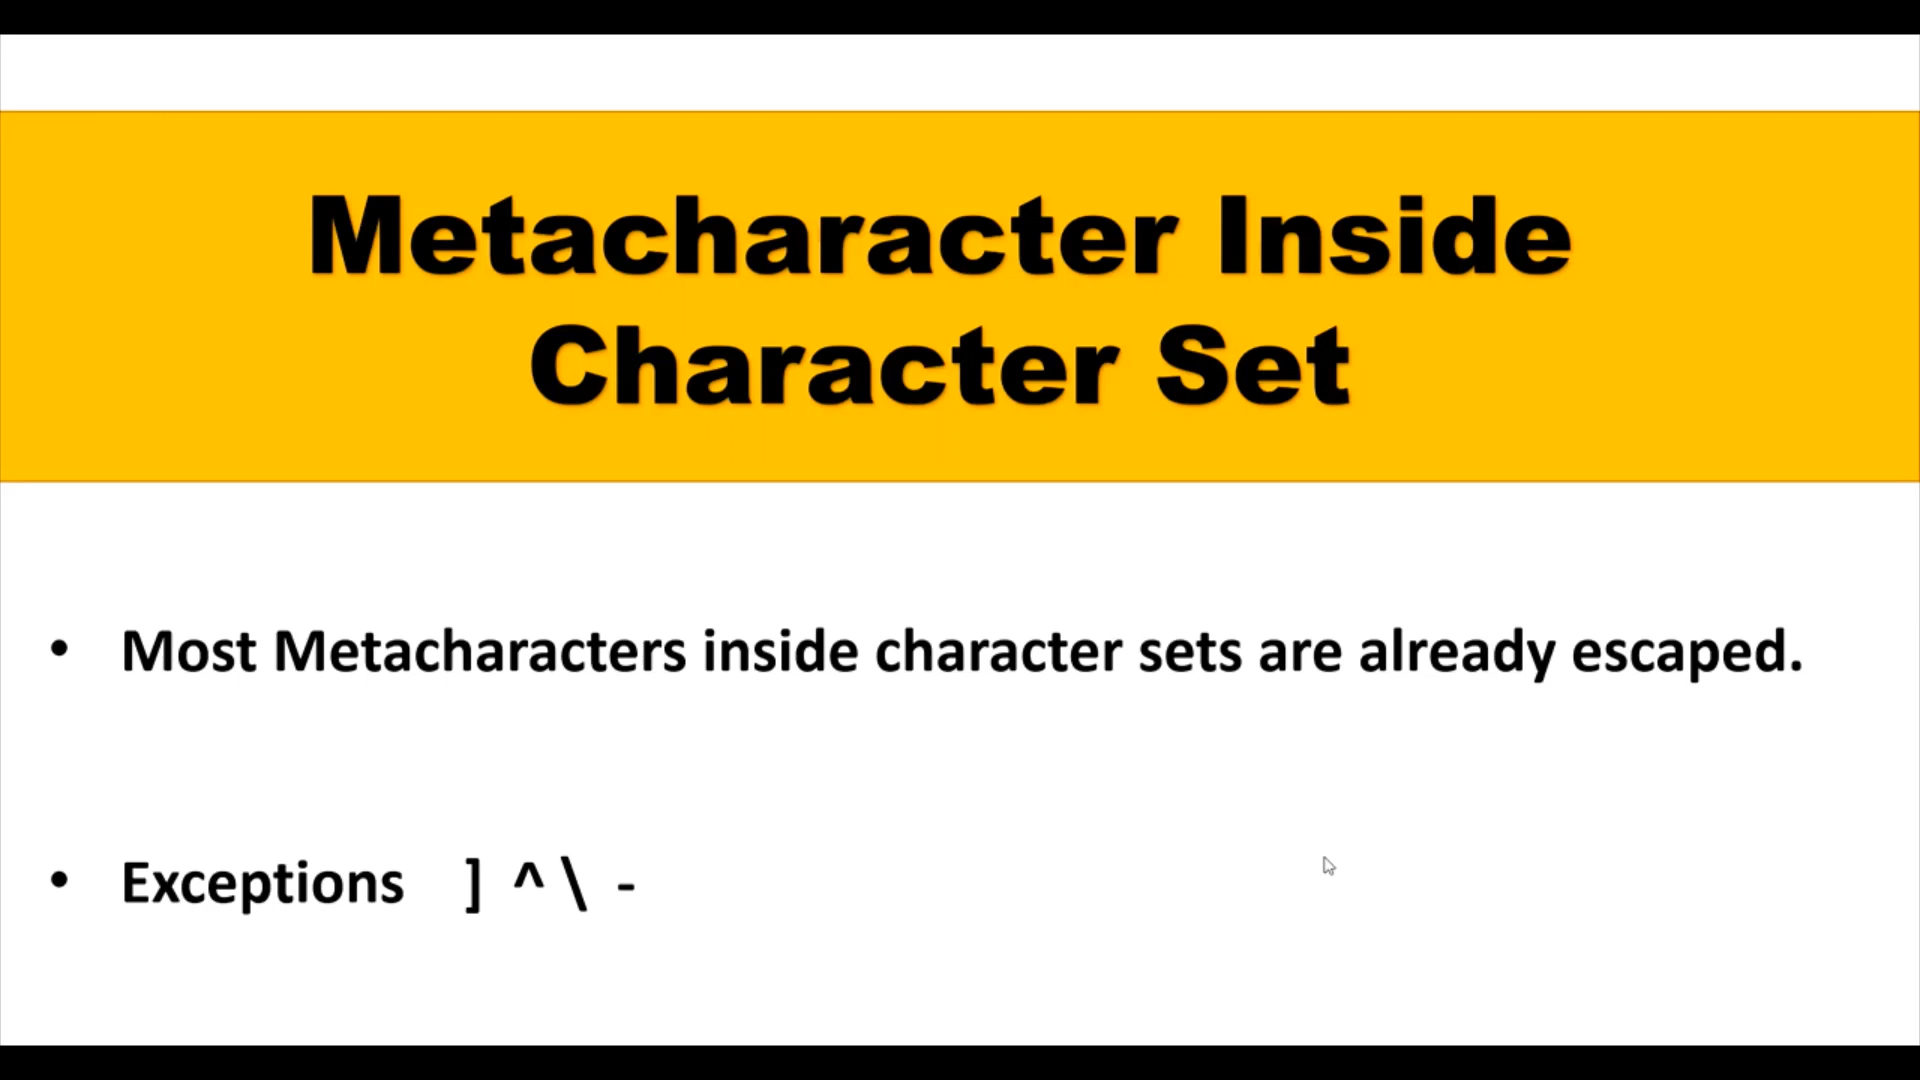 Metacharacter Inside
Character Set
• Most Metacharacters inside character sets are already escaped.
• Exceptions ] ^ \ -